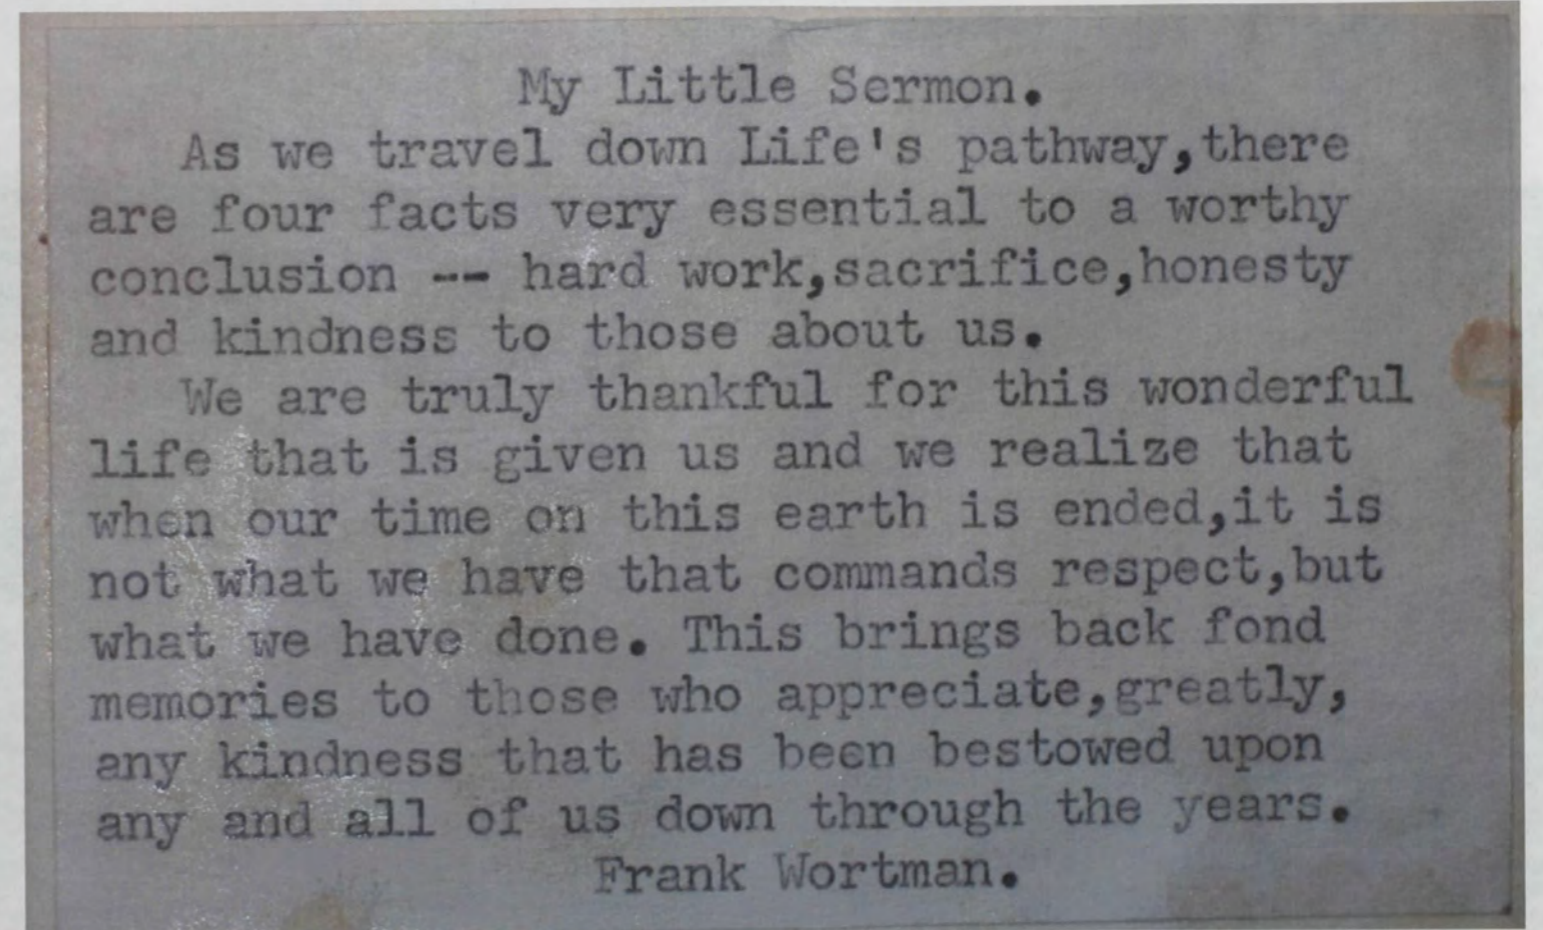 My Little Sermon.
As we travel down Life's pathway,there
are four facts very essential to a worthy
conclusion -- hard work,sacrifice,honesty
and kindness to those about us.
We are truly thankful for this wonderful
life that is given us and we realize that
when our time on this earth is ended,it is
not what we have that commands respect,but
what we have done. This brings back fond
memories to those who appreciate,greatly,
any kindness that has been bestowed upon
any and all of us down through the years.
Frank Wortman.